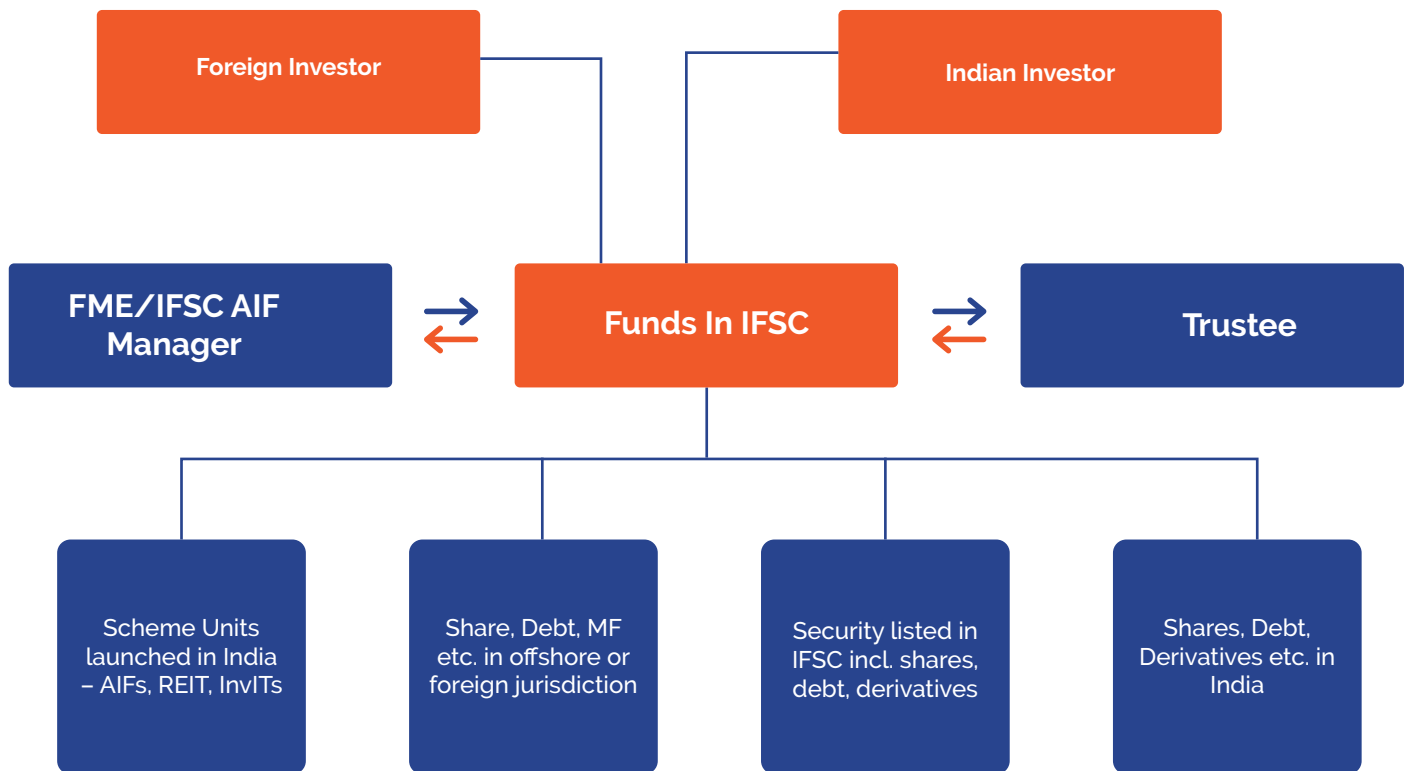 Foreign Investor
Indian Investor
FME/IFSC AIF
Manager
Funds In IFSC
Trustee
Scheme Units
launched in India
– AIFs, REIT, InvITs
Share, Debt, MF
etc. in offshore or
foreign jurisdiction
Security listed in
IFSC incl. shares,
debt, derivatives
Shares, Debt,
Derivatives etc. in
India